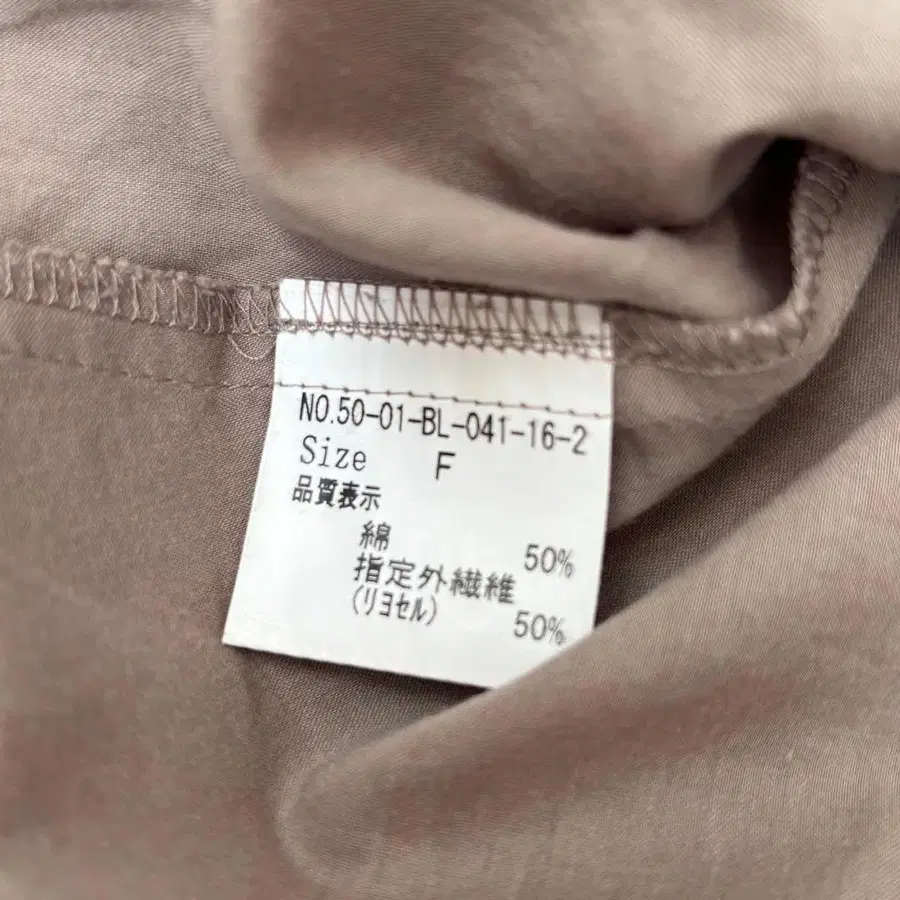 NO.50-01-BL-041-16-2
Size F
品質表示
綿 50%
指定外繊維
(リヨセル) 50%